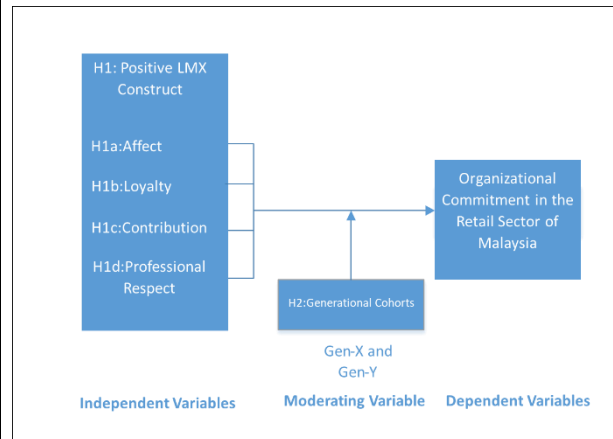 H1: Positive LMX
Construct
H1a:Affect
H1b:Loyalty
H1c:Contribution
H1d:Professional
Respect
Organizational
Commitment in the
Retail Sector of
Malaysia
H2:Generational Cohorts
Gen-X and
Gen-Y
Independent Variables
Moderating Variable
Dependent Variables